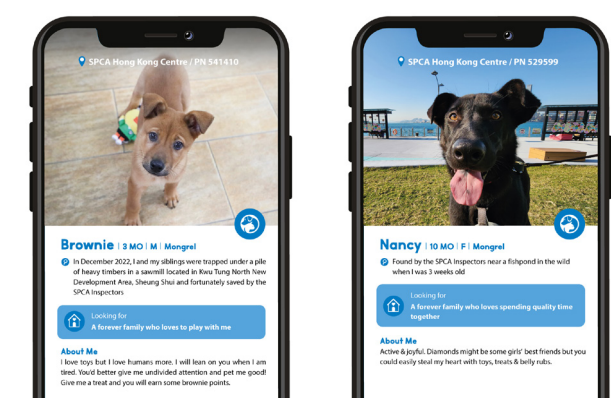 SPCA Hong Kong Centre / PN 541410
Brownie | 3 MO | M | Mongrel
In December 2022, I and my siblings were trapped under a pile
of heavy timbers in a sawmill located in Kwu Tung North New
Development Area, Sheung Shui and fortunately saved by the
SPCA Inspectors
Looking for
A forever family who loves to play with me
About Me
I love toys but I love humans more. I will lean on you when I am
tired. You'd better give me undivided attention and pet me good!
Give me a treat and you will earn some brownie points.
SPCA Hong Kong Centre / PN 529599
Nancy | 10 MO | F | Mongrel
Found by the SPCA Inspectors near a fishpond in the wild
when I was 3 weeks old
Looking for
A forever family who loves spending quality time
together
About Me
Active & joyful. Diamonds might be some girls' best friends but you
could easily steal my heart with toys, treats & belly rubs.